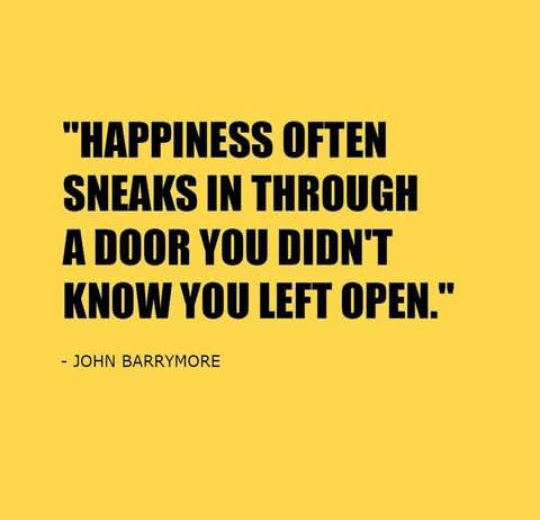 "HAPPINESS OFTEN
SNEAKS IN THROUGH
A DOOR YOU DIDN'T
KNOW YOU LEFT OPEN."
- JOHN BARRYMORE